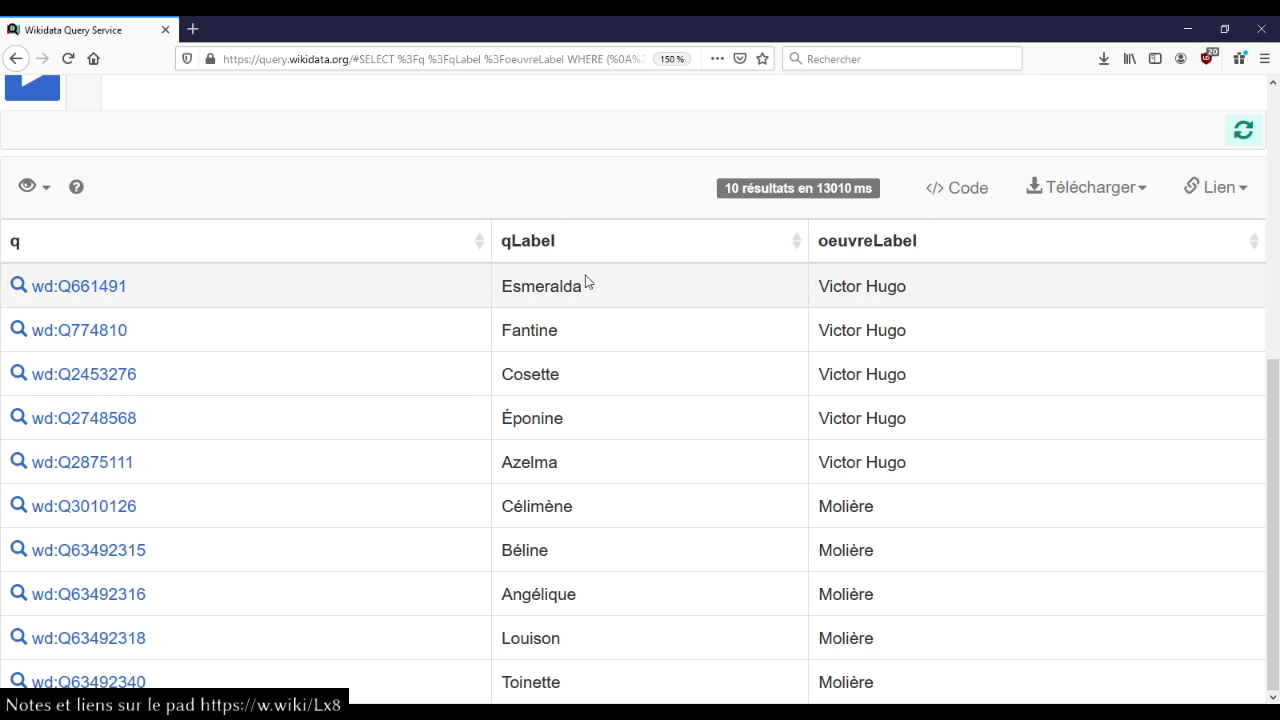 Wikidata Query Service
https://query.wikidata.org/#SELECT %3Fq %3FqLabel %3FoeuvreLabel WHERE {%0A%2
150 %
Rechercher
20
10 résultats en 13010 ms
</> Code
Télécharger
Lien
q
qLabel
oeuvreLabel
wd:Q661491
Esmeralda
Victor Hugo
wd:Q774810
Fantine
Victor Hugo
wd:Q2453276
Cosette
Victor Hugo
wd:Q2748568
Éponine
Victor Hugo
wd:Q2875111
Azelma
Victor Hugo
wd:Q3010126
Célimène
Molière
wd:Q63492315
Béline
Molière
wd:Q63492316
Angélique
Molière
wd:Q63492318
Louison
Molière
wd:Q63492340
Toinette
Molière
Notes et liens sur le pad https://w.wiki/Lx8